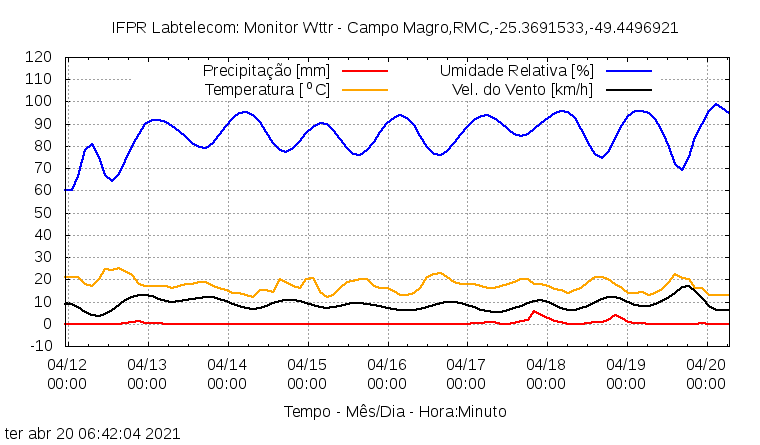 IFPR Labtelecom: Monitor Wttr - Campo Magro,RMC,-25.3691533,-49.4496921
Precipitação [mm]
Umidade Relativa [%]
Temperatura [⁰C]
Vel. do Vento [km/h]
120
110
100
90
80
70
60
50
40
30
20
10
0
-10
04/12 04/13 04/14 04/15 04/16 04/17 04/18 04/19 04/20
00:00 00:00 00:00 00:00 00:00 00:00 00:00 00:00 00:00
Tempo - Mês/Dia - Hora:Minuto
ter abr 20 06:42:04 2021